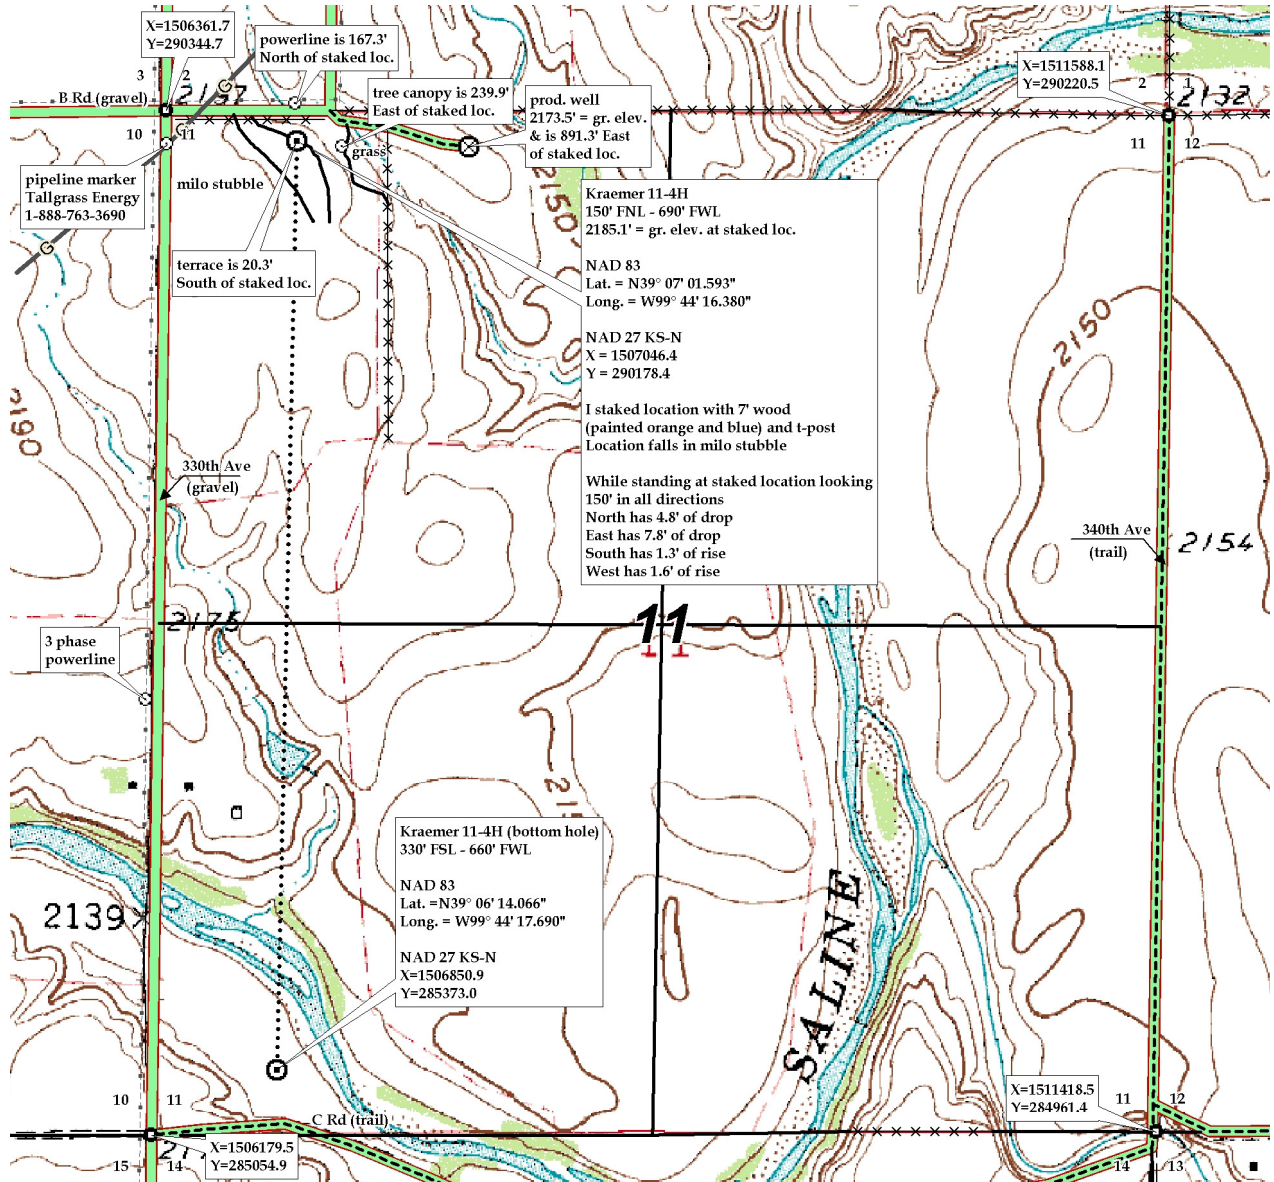 X=1506361.7
Y=290344.7
powerline is 167.3'
North of staked loc.
X=1511588.1
Y=290220.5
3
2
2
1
B Rd (gravel)
tree canopy is 239.9'
East of staked loc.
prod. well
2173.5' = gr. elev.
& is 891.3' East
of staked loc.
2132
G
G
10
11
11
12
grass
pipeline marker
Tallgrass Energy
1-888-763-3690
milo stubble
2150
G
terrace is 20.3'
South of staked loc.
Kraemer 11-4H
150' FNL - 690' FWL
2185.1' = gr. elev. at staked loc.
NAD 83
Lat. = N39° 07' 01.593"
Long. = W99° 44' 16.380"
NAD 27 KS-N
X = 1507046.4
Y = 290178.4
I staked location with 7' wood
(painted orange and blue) and t-post
Location falls in milo stubble
While standing at staked location looking
150' in all directions
North has 4.8' of drop
East has 7.8' of drop
South has 1.3' of rise
West has 1.6' of rise
2150
2160
330th Ave
(gravel)
340th Ave
(trail)
2154
2175
11
3 phase
powerline
Kraemer 11-4H (bottom hole)
330' FSL - 660' FWL
NAD 83
Lat. =N39° 06' 14.066"
Long. = W99° 44' 17.690"
NAD 27 KS-N
X=1506850.9
Y=285373.0
2139
SALINE
X=1511418.5
Y=284961.4
10
11
11
12
C Rd (trail)
X=1506179.5
Y=285054.9
15
14
14
13